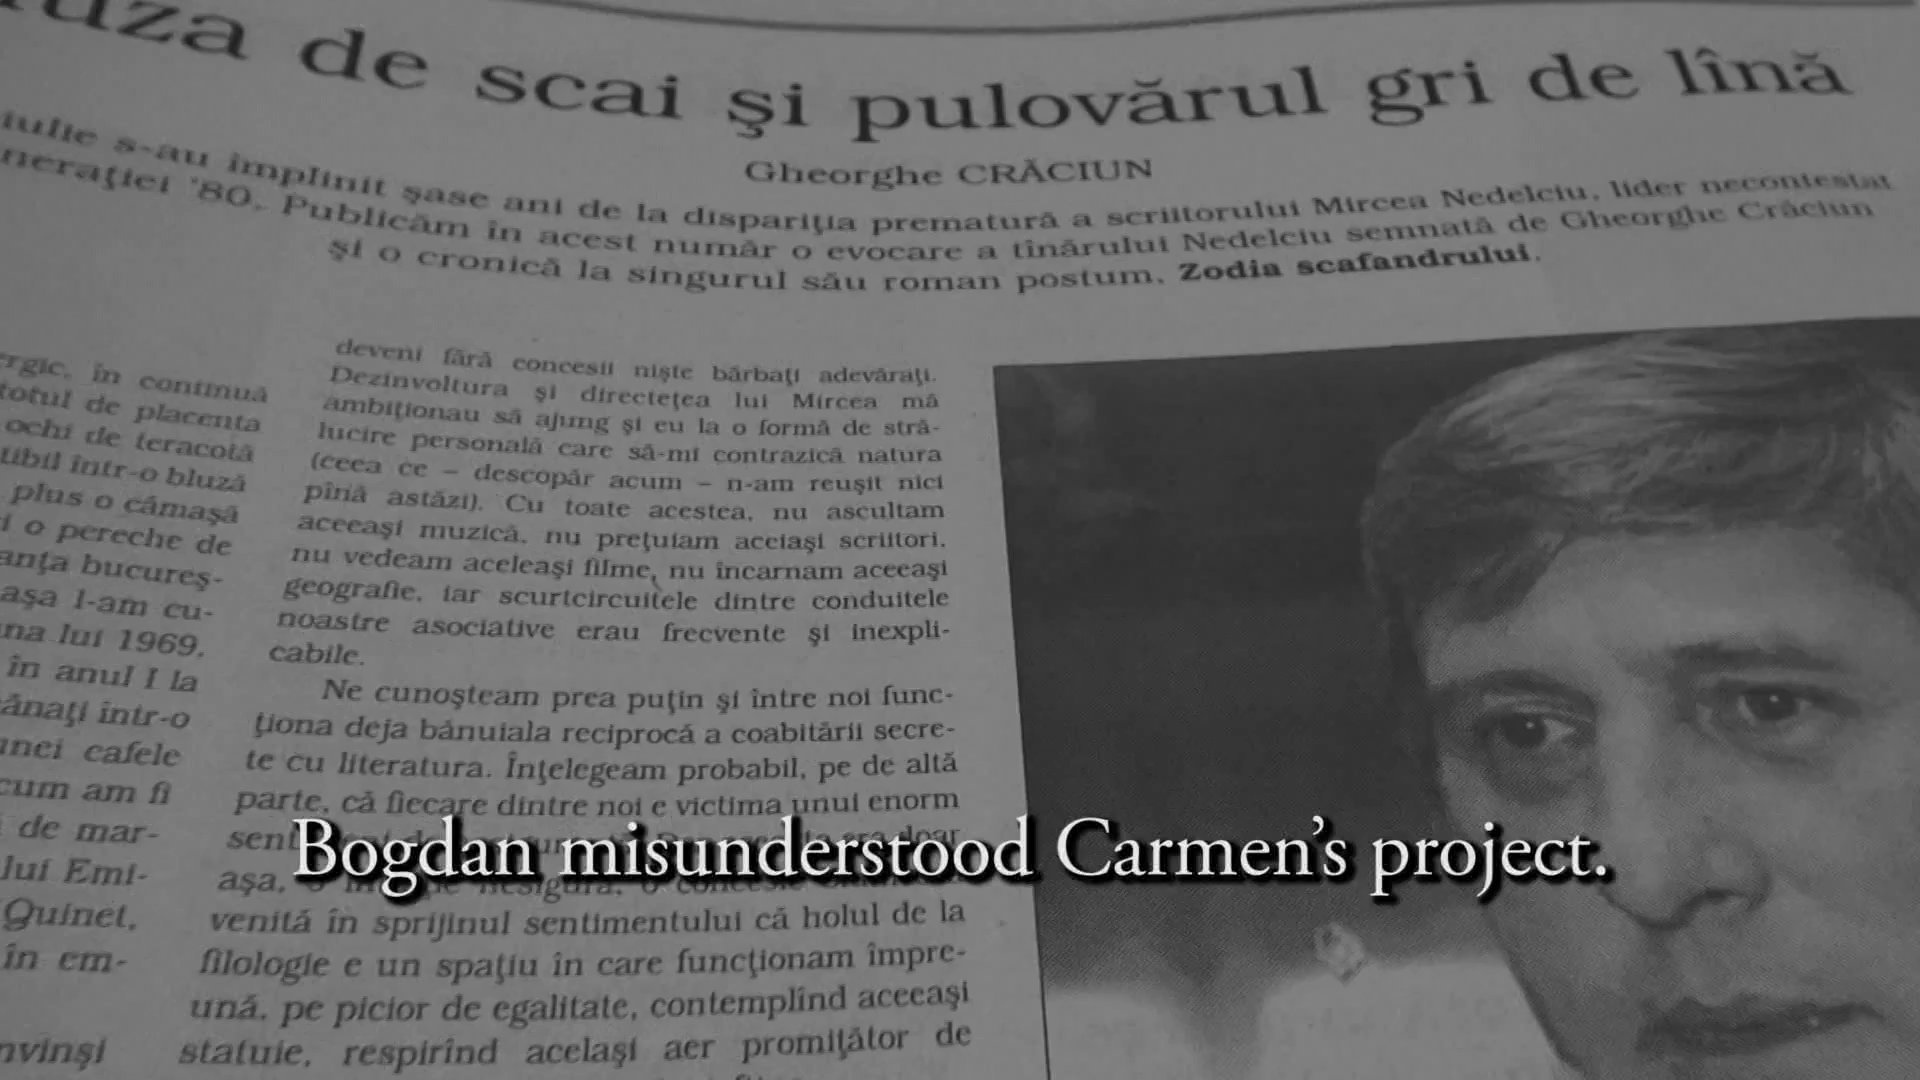 de scai şi pulovărul gri de lînă
Gheorghe CRĂCIUN
iulie s-au împlinit şase ani de la dispariţia prematură a scriitorului Mircea Nedelciu, lider necontestat
neraţiei '80. Publicăm în acest număr o evocare a tînărului Nedelciu semnată de Gheorghe Crăciun
şi o cronică la singurul său roman postum, Zodia scafandrului.
în continuă
totul de placenta
ochi de teracotă
într-o bluză
plus o cămaşă
o pereche de
bucureş-
aşa l-am cu-
na lui 1969,
în anul I la
într-o
unei cafele
cum am fi
de mar-
lui Emi-
Quinet,
în em-
deveni fără concesii nişte bărbaţi adevăraţi.
Dezinvoltura şi directeţea lui Mircea mă
ambiţionau să ajung şi eu la o formă de stră-
lucire personală care să-mi contrazică natura
(ceea ce – descopăr acum – n-am reuşit nici
pînă astăzi). Cu toate acestea, nu ascultam
aceeaşi muzică, nu preţuiam aceiaşi scriitori,
nu vedeam aceleaşi filme, nu încarnam aceeaşi
geografie, iar scurtcircuitele dintre conduitele
noastre asociative erau frecvente şi inexpli-
cabile.
Ne cunoşteam prea puţin şi între noi func-
ţiona deja bănuiala reciprocă a coabitării secre-
te cu literatura. Înţelegeam probabil, pe de altă
parte, că fiecare dintre noi e victima unui enorm
aşa,
venită în sprijinul sentimentului că holul de la
filologie e un spaţiu în care funcţionam împre-
ună, pe picior de egalitate, contemplînd aceeaşi
statuie, respirînd acelaşi aer promiţător de
Bogdan misunderstood Carmen's project.